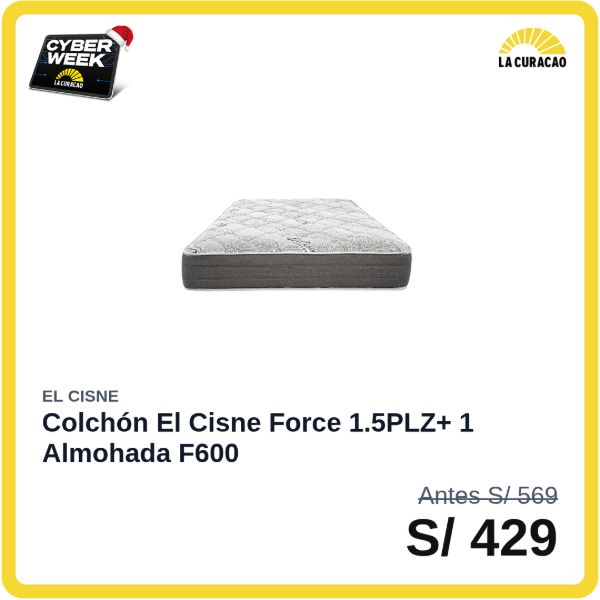 CYBER
WEEK
LA CURACAO
LA CURACAO
EL CISNE
Colchón El Cisne Force 1.5PLZ+ 1
Almohada F600
Antes S/ 569
S/ 429